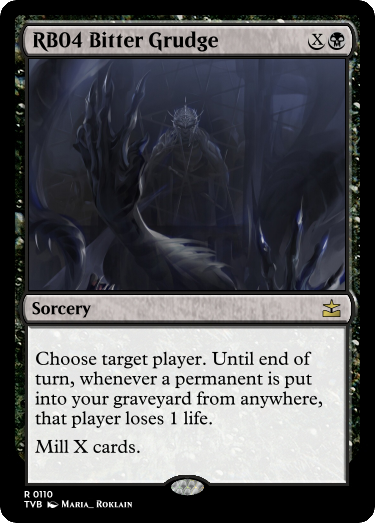 RB04 Bitter Grudge
X
Sorcery
Choose target player. Until end of
turn, whenever a permanent is put
into your graveyard from anywhere,
that player loses 1 life.
Mill X cards.
R 0110
TVB Maria_ Roklain